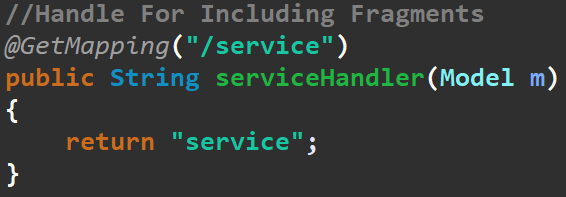 //Handle For Including Fragments
@GetMapping("/service")
public String serviceHandler(Model m)
{
    return "service";
}